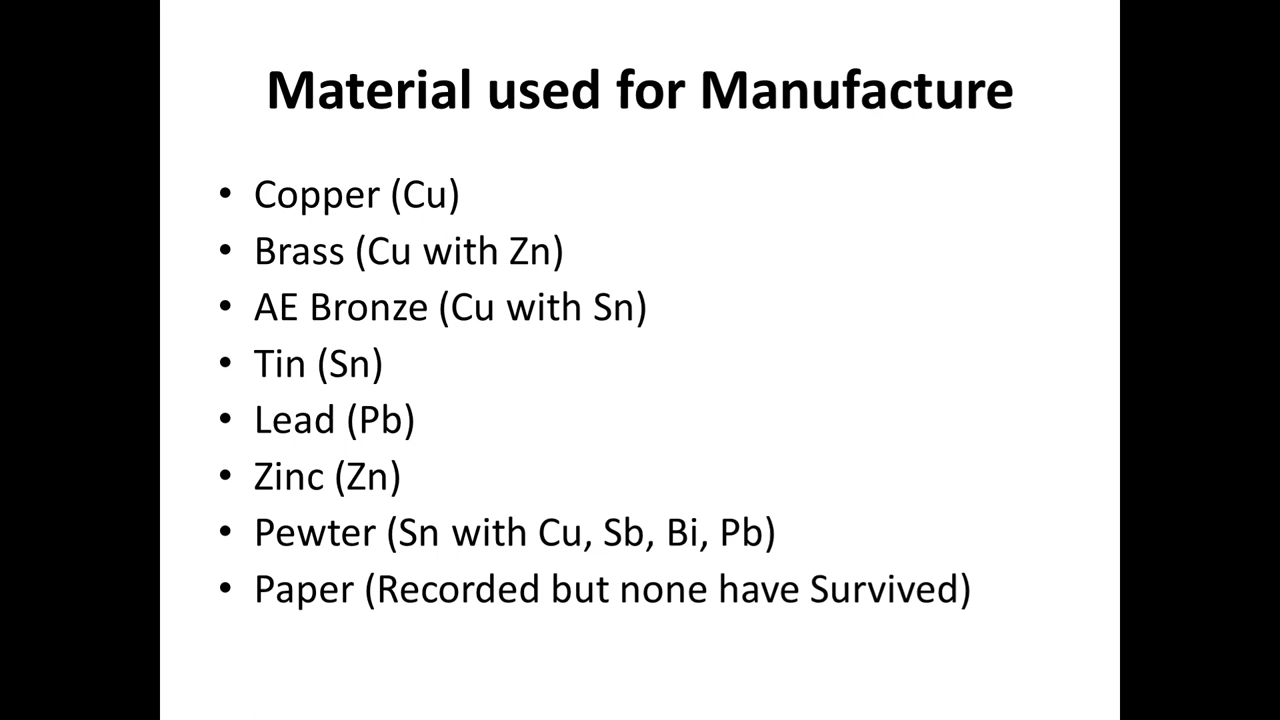 Material used for Manufacture
• Copper (Cu)
• Brass (Cu with Zn)
• AE Bronze (Cu with Sn)
• Tin (Sn)
• Lead (Pb)
• Zinc (Zn)
• Pewter (Sn with Cu, Sb, Bi, Pb)
• Paper (Recorded but none have Survived)